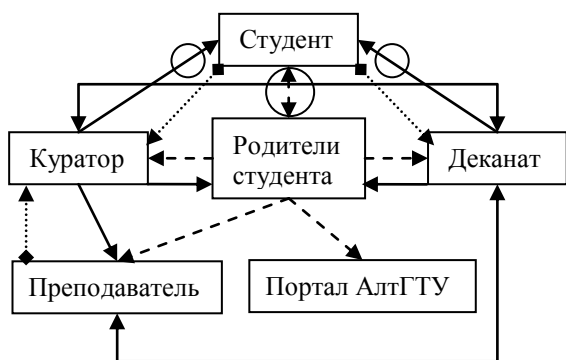 Студент
Куратор
Родители
студента
Деканат
Преподаватель
Портал АлтГТУ